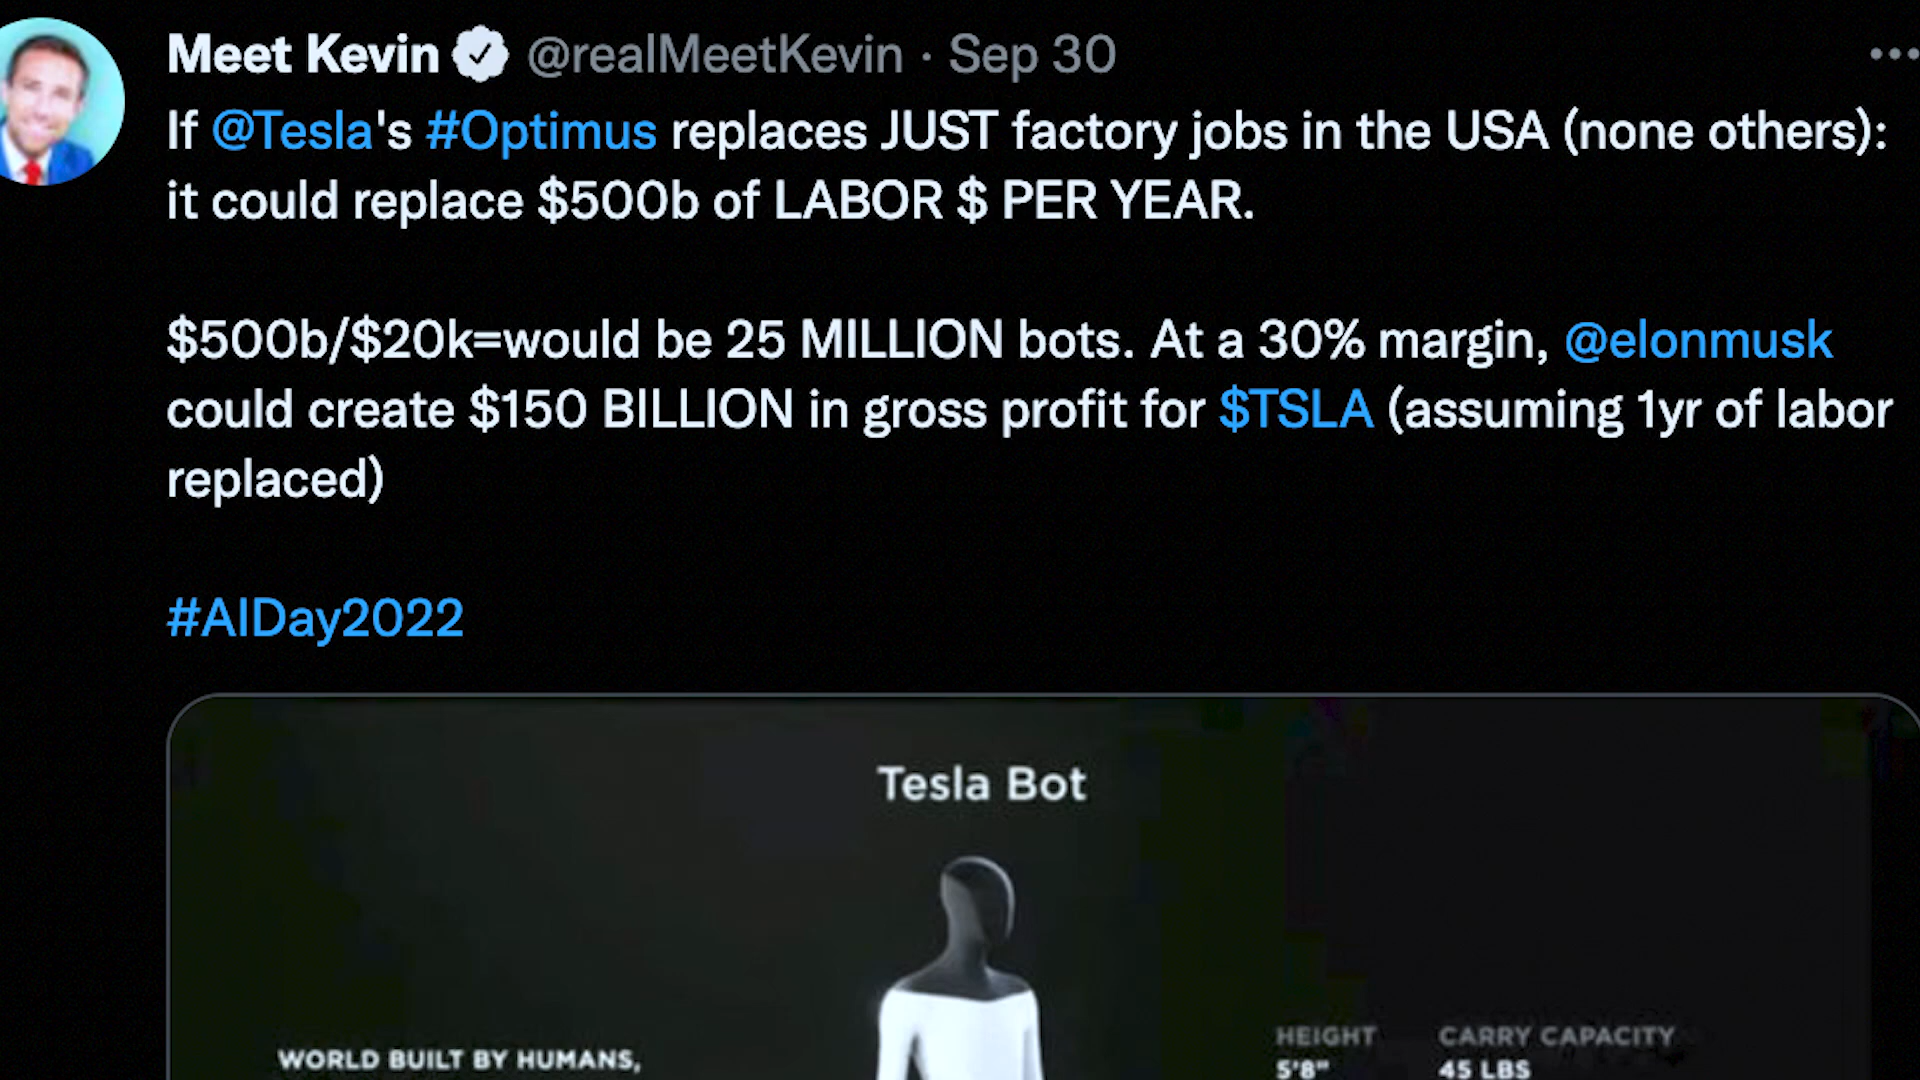 Meet Kevin @realMeetKevin · Sep 30
If @Tesla's #Optimus replaces JUST factory jobs in the USA (none others):
it could replace $500b of LABOR $ PER YEAR.
$500b/$20k=would be 25 MILLION bots. At a 30% margin, @elonmusk
could create $150 BILLION in gross profit for $TSLA (assuming 1yr of labor
replaced)
#AIDay2022
Tesla Bot
WORLD BUILT BY HUMANS,
HEIGHT CARRY CAPACITY
5'8" 45 LBS